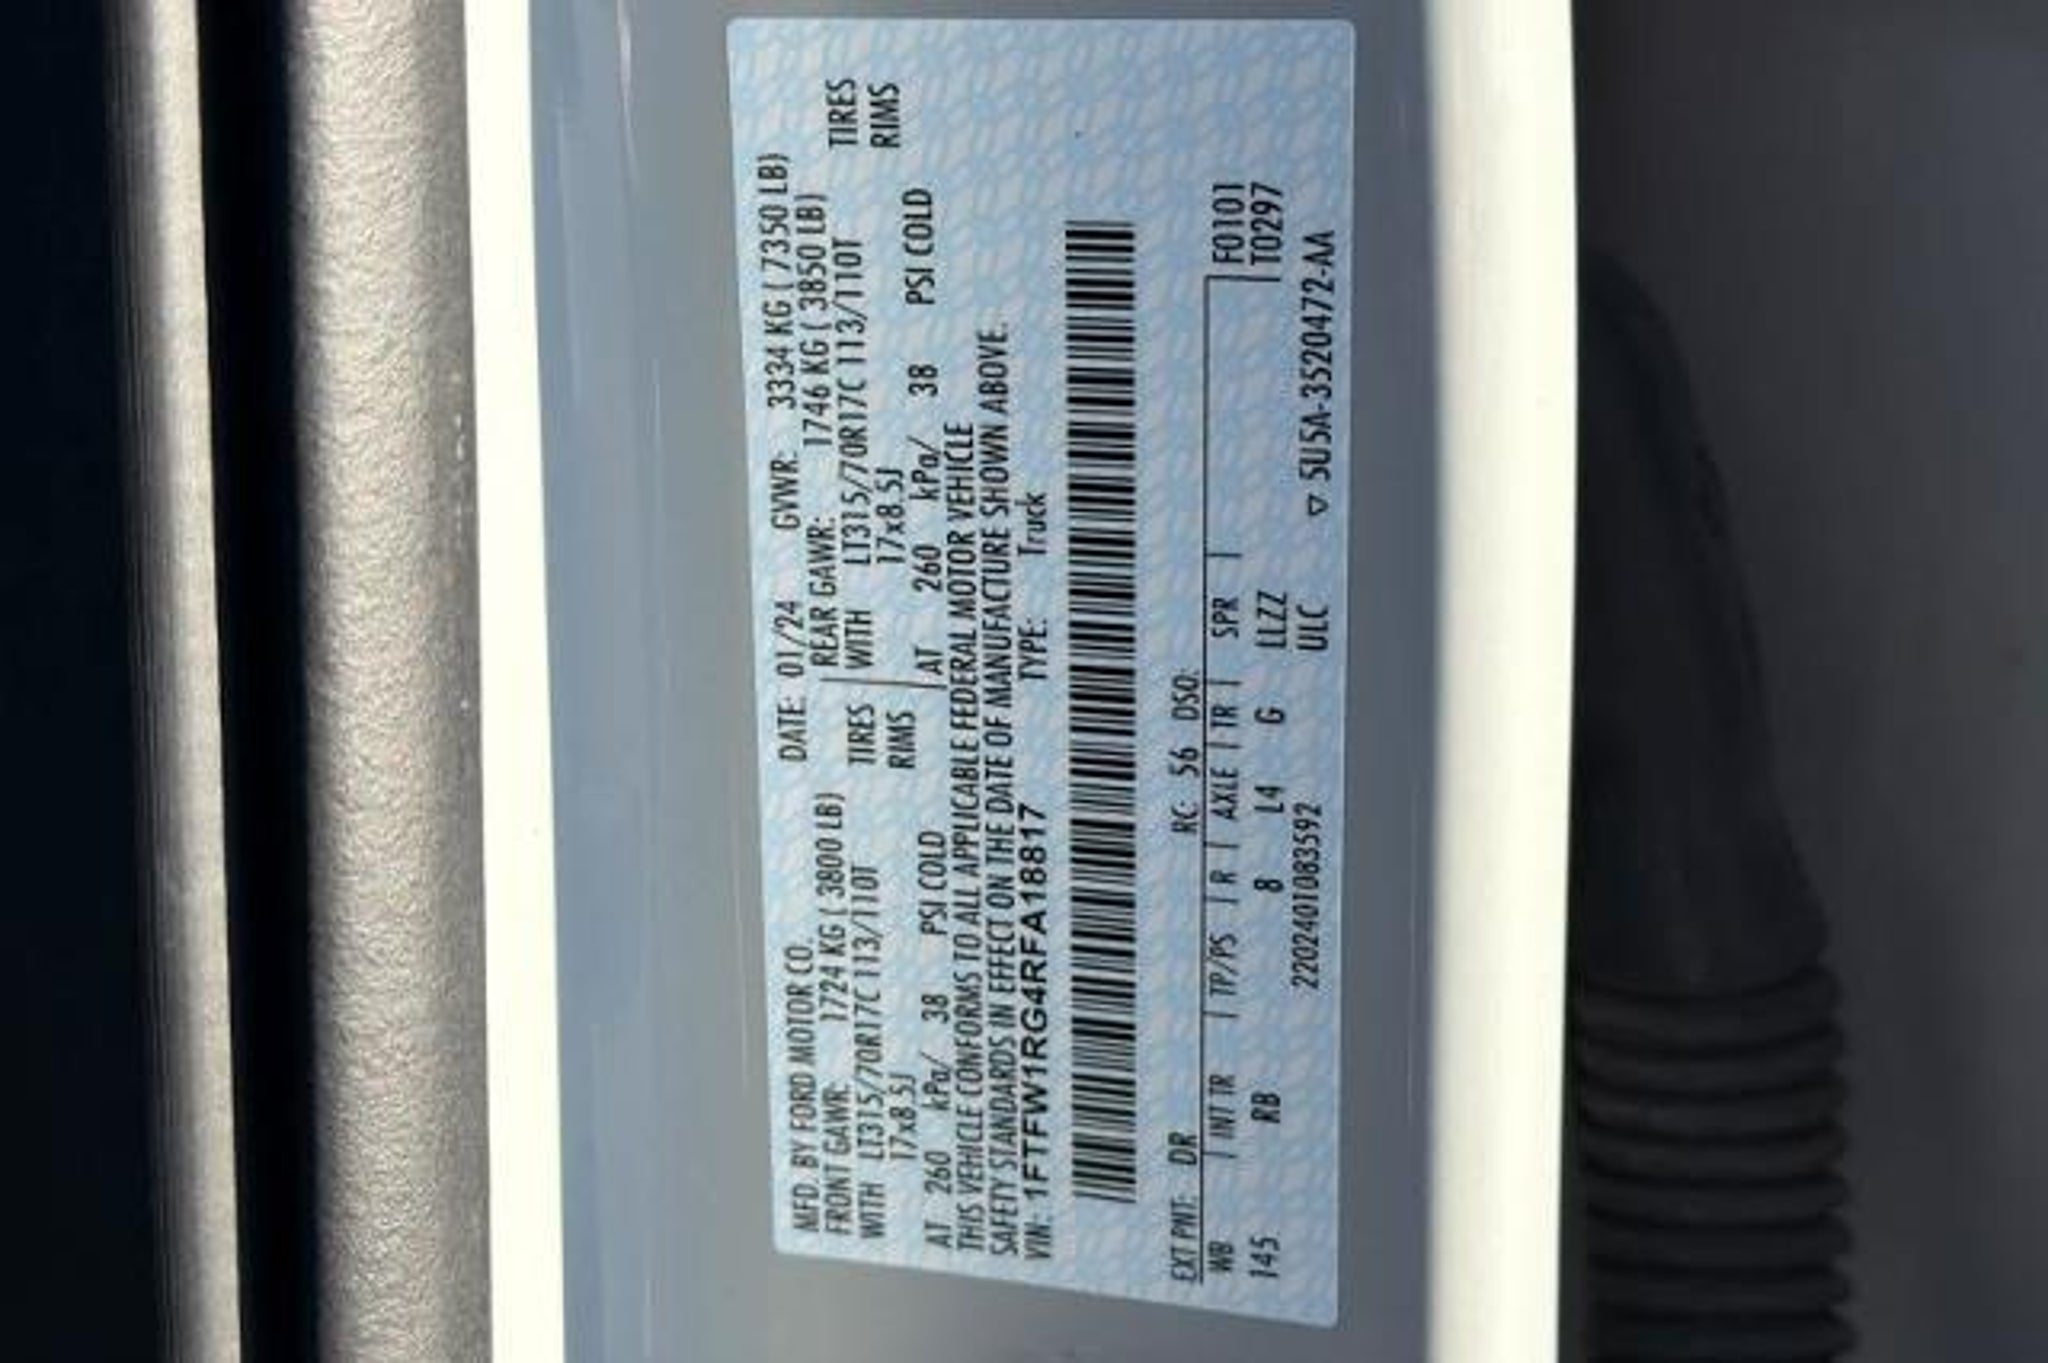 MFD. BY FORD MOTOR CO. DATE: 01/24 GVWR: 3334 KG ( 7350 LB)
FRONT GAWR: 1724 KG ( 3800 LB) REAR GAWR: 1746 KG ( 3850 LB)
WITH LT315/70R17C 113/110T TIRES WITH LT315/70R17C 113/110T TIRES
17x8.5J RIMS 17x8.5J RIMS
AT 260 kPa/ 38 PSI COLD AT 260 kPa/ 38 PSI COLD
THIS VEHICLE CONFORMS TO ALL APPLICABLE FEDERAL MOTOR VEHICLE
SAFETY STANDARDS IN EFFECT ON THE DATE OF MANUFACTURE SHOWN ABOVE.
VIN: 1FTFW1RG4RFA18817 TYPE: Truck
EXT PNT: DR RC: 56 DSO:
WB | INT TR | TP/PS | R | AXLE | TR | SPR | F0101
145 RB 8 L4 G LLZZ T0297
220240108359​2 ULC ▽ 5U5A-3520472-AA